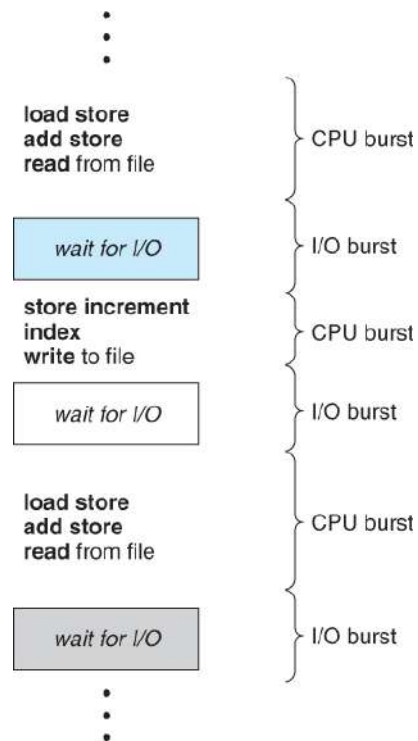 load store
add store
read from file
CPU burst
wait for I/O
I/O burst
store increment
index
write to file
CPU burst
wait for I/O
I/O burst
load store
add store
read from file
CPU burst
wait for I/O
I/O burst